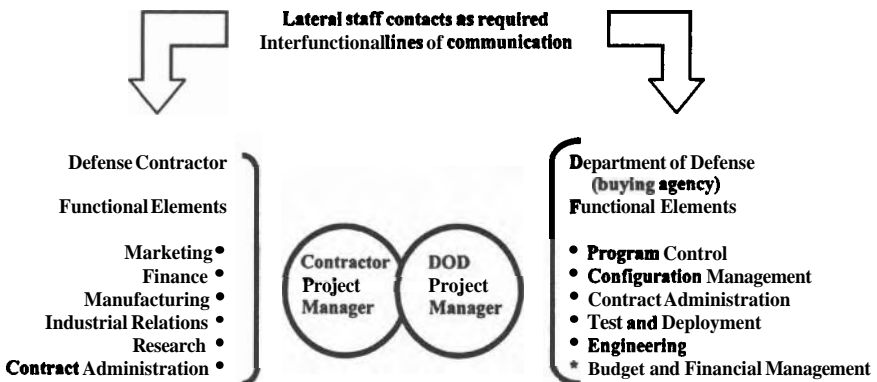 Lateral staff contacts as required
Interfunctional lines of communication
Defense Contractor
Functional Elements
Marketing •
Finance •
Manufacturing •
Industrial Relations •
Research •
Contract Administration •
Contractor
Project
Manager
DOD
Project
Manager
Department of Defense
(buying agency)
Functional Elements
• Program Control
• Configuration Management
• Contract Administration
• Test and Deployment
• Engineering
* Budget and Financial Management